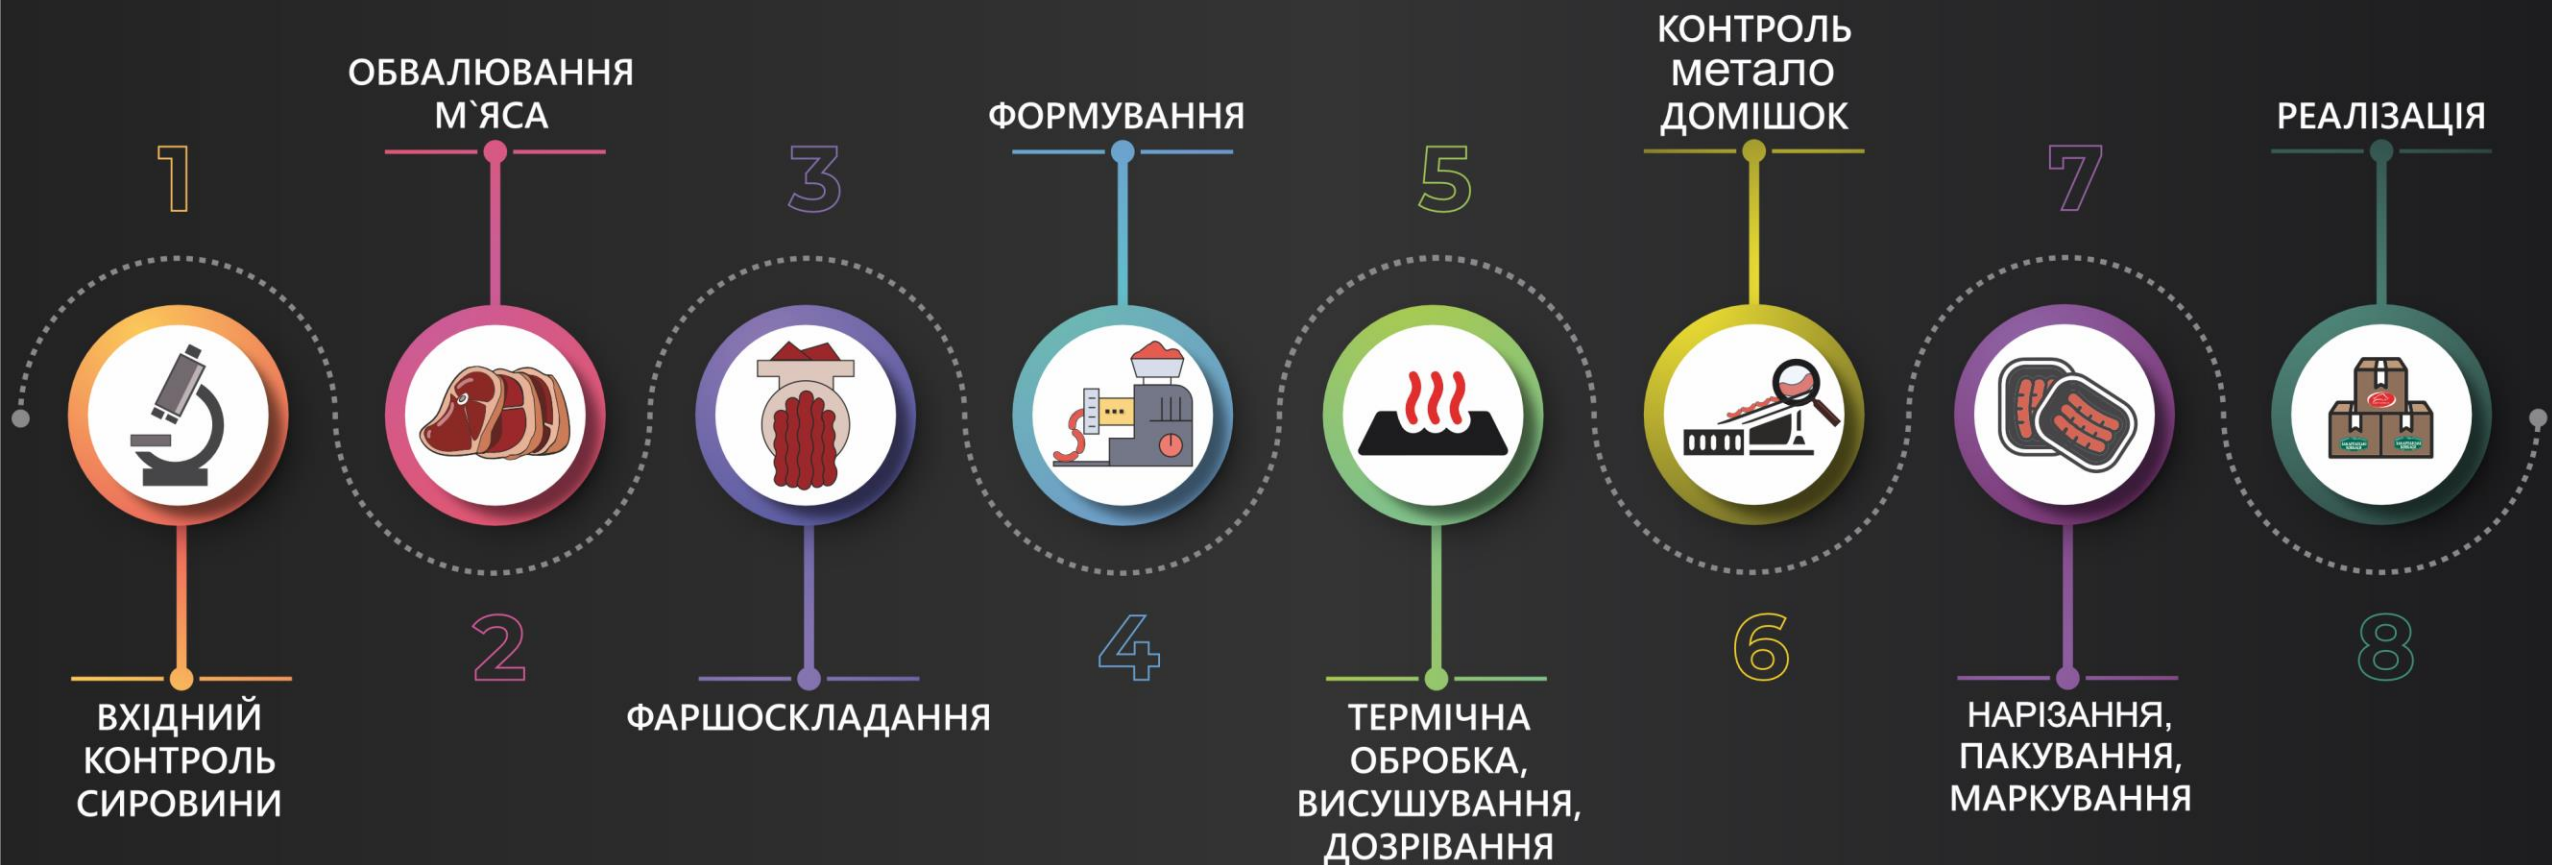 1
ВХІДНИЙ
КОНТРОЛЬ
СИРОВИНИ
ОБВАЛЮВАННЯ
М`ЯСА
2
3
ФАРШОСКЛАДАННЯ
ФОРМУВАННЯ
4
5
ТЕРМІЧНА
ОБРОБКА,
ВИСУШУВАННЯ,
ДОЗРІВАННЯ
КОНТРОЛЬ
метало
ДОМІШОК
6
7
НАРІЗАННЯ,
ПАКУВАННЯ,
МАРКУВАННЯ
РЕАЛІЗАЦІЯ
8